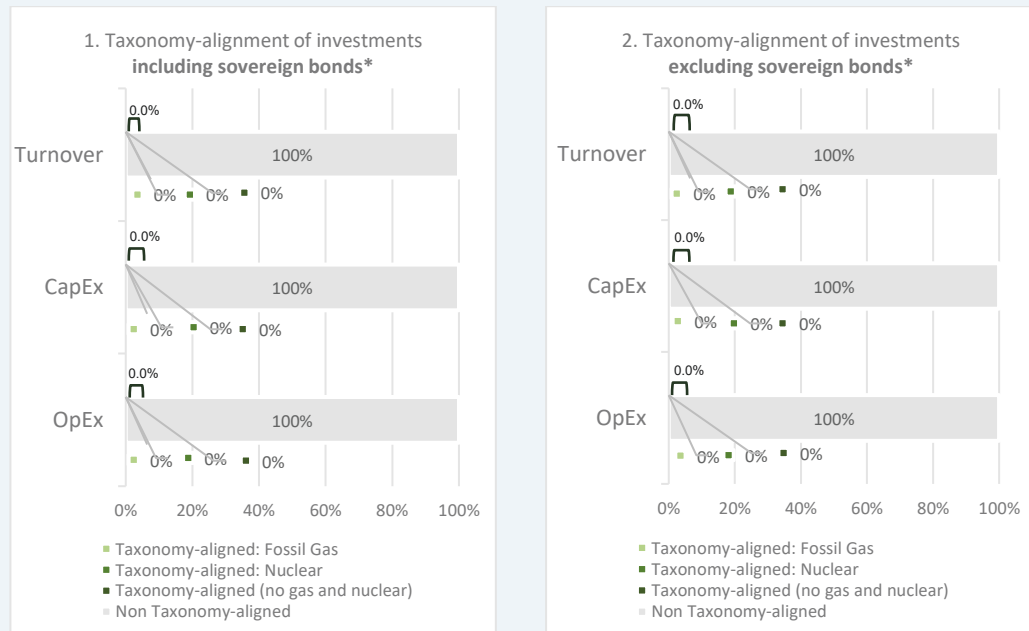 1. Taxonomy-alignment of investments
including sovereign bonds*
0.0%
Turnover
100%
0% 0% 0%
0.0%
CapEx
100%
0% 0% 0%
0.0%
OpEx
100%
0% 0% 0%
0% 20% 40% 60% 80% 100%
Taxonomy-aligned: Fossil Gas
Taxonomy-aligned: Nuclear
Taxonomy-aligned (no gas and nuclear)
Non Taxonomy-aligned
2. Taxonomy-alignment of investments
excluding sovereign bonds*
0.0%
Turnover
100%
0% 0% 0%
0.0%
CapEx
100%
0% 0% 0%
0.0%
OpEx
100%
0% 0% 0%
0% 20% 40% 60% 80% 100%
Taxonomy-aligned: Fossil Gas
Taxonomy-aligned: Nuclear
Taxonomy-aligned (no gas and nuclear)
Non Taxonomy-aligned